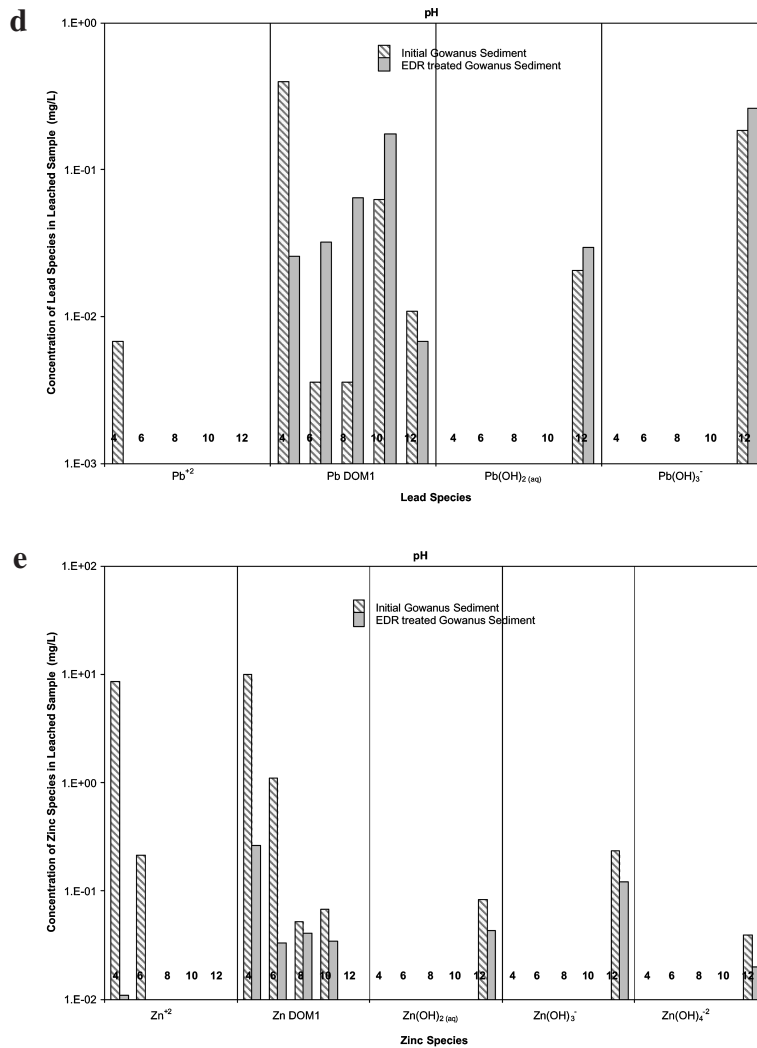 d
pH
1.E+00
Initial Gowanus Sediment
EDR treated Gowanus Sediment
1.E-01
1.E-02
1.E-03
Concentration of Lead Species in Leached Sample (mg/L)
4 6 8 10 12 4 6 8 10 12 4 6 8 10 12 4 6 8 10 12
Pb+2 Pb DOM1 Pb(OH)2 (aq) Pb(OH)3-
Lead Species
e
pH
1.E+02
Initial Gowanus Sediment
EDR treated Gowanus Sediment
1.E+01
1.E+00
1.E-01
1.E-02
Concentration of Zinc Species in Leached Sample (mg/L)
4 6 8 10 12 4 6 8 10 12 4 6 8 10 12 4 6 8 10 12 4 6 8 10 12
Zn+2 Zn DOM1 Zn(OH)2 (aq) Zn(OH)3- Zn(OH)4-2
Zinc Species